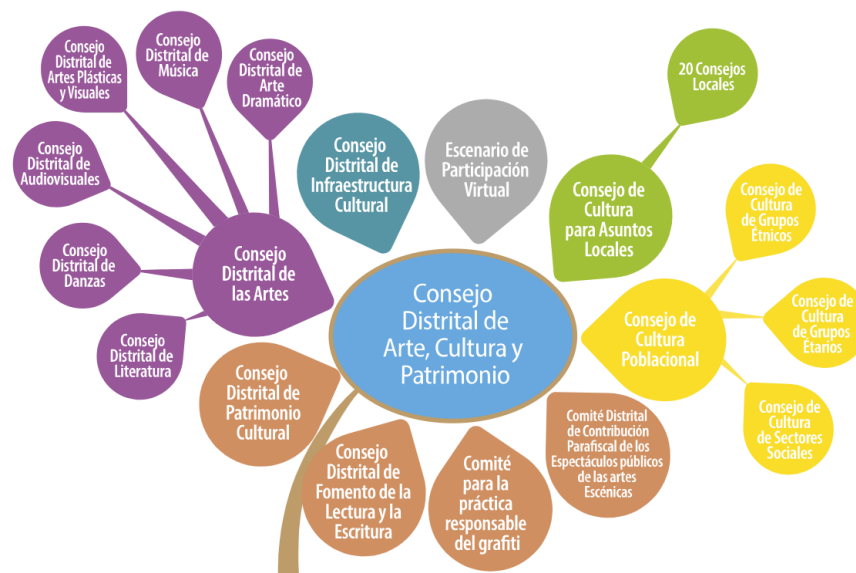 Consejo
Distrital de
Artes Plásticas
y Visuales
Consejo
Distrital de
Música
Consejo
Distrital de
Arte
Dramático
Consejo
Distrital de
Audiovisuales
Consejo
Distrital de
Danzas
Consejo
Distrital de
Literatura
Consejo
Distrital de
las Artes
Consejo
Distrital de
Infraestructura
Cultural
Escenario de
Participación
Virtual
20 Consejos
Locales
Consejo de
Cultura
para Asuntos
Locales
Consejo de
Cultura
de Grupos
Étnicos
Consejo de
Cultura
de Grupos
Etarios
Consejo de
Cultura
de Sectores
Sociales
Consejo de
Cultura
Poblacional
Consejo
Distrital de
Arte, Cultura y
Patrimonio
Consejo
Distrital de
Patrimonio
Cultural
Consejo
Distrital de
Fomento de la
Lectura y la
Escritura
Comité
para la
práctica
responsable
del grafiti
Comité Distrital
de Contribución
Parafiscal de los
Espectáculos públicos
de las artes
Escénicas